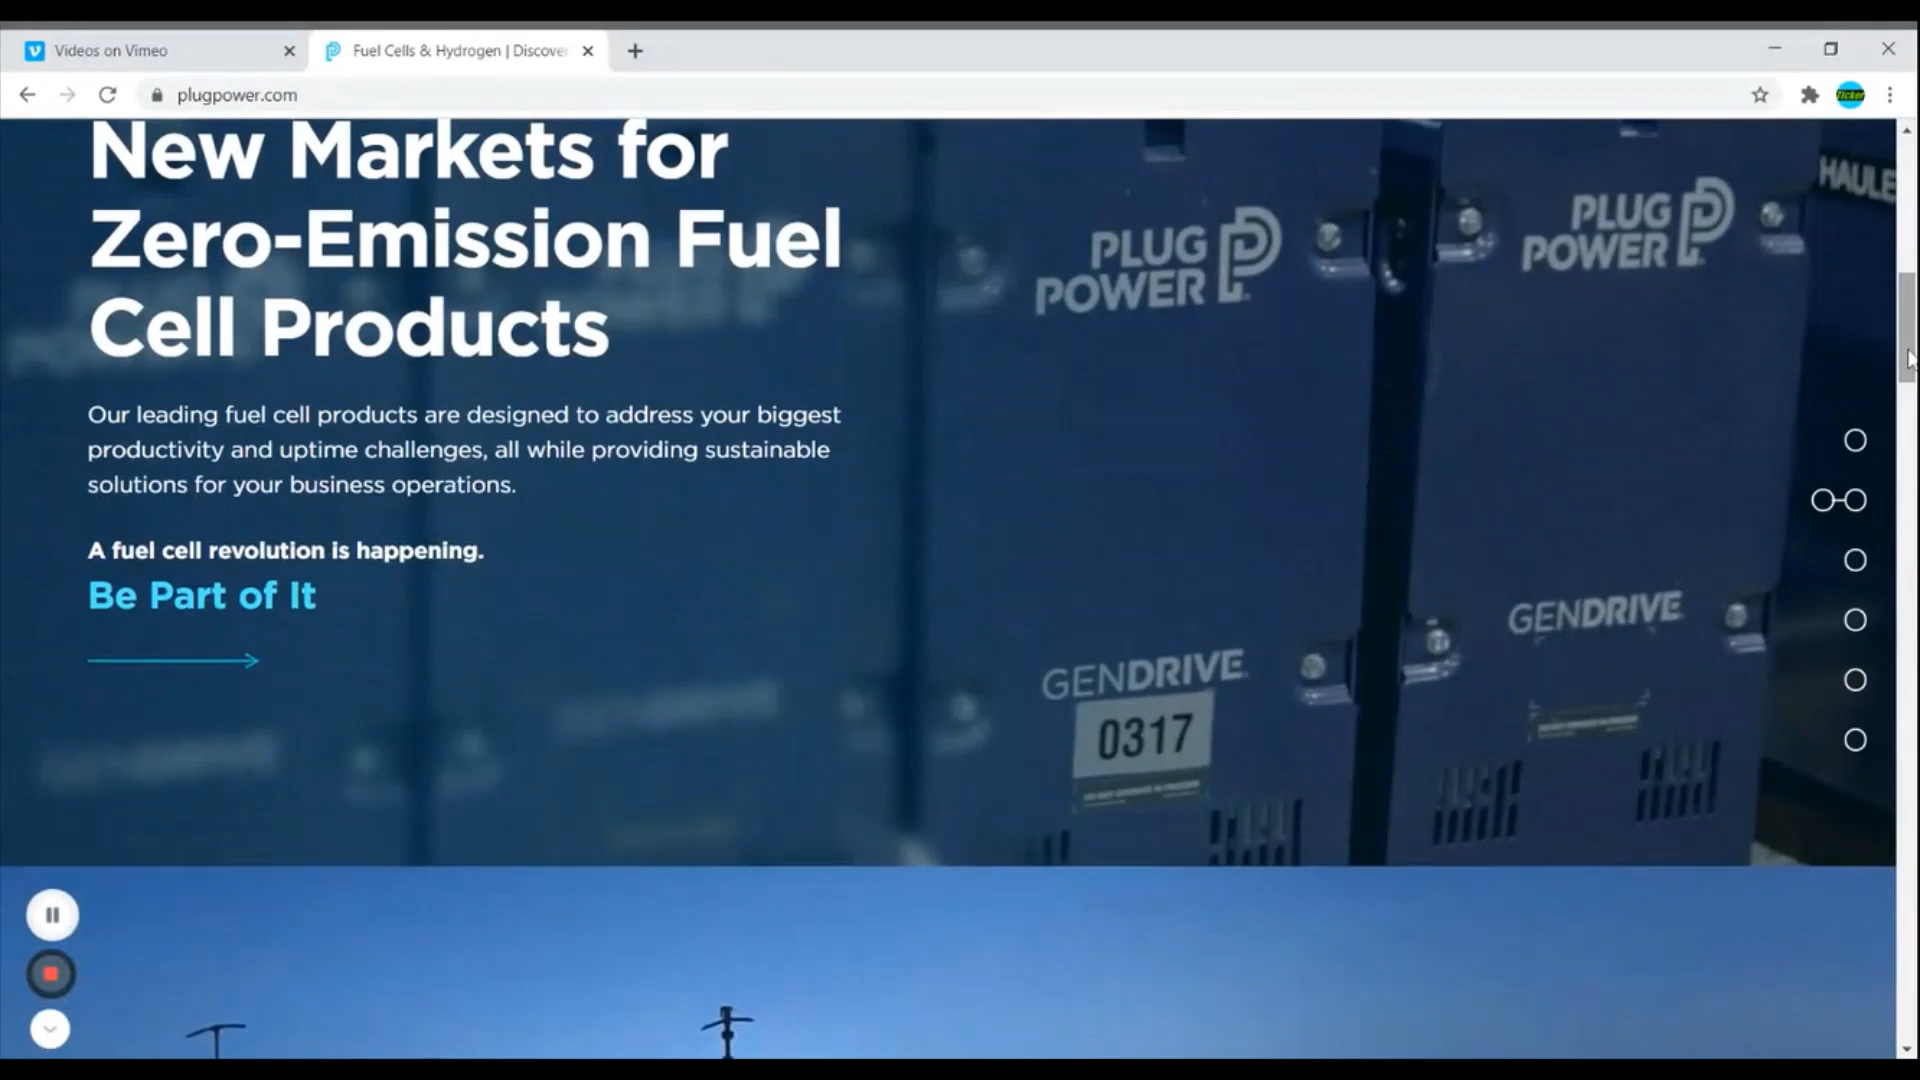 Videos on Vimeo
Fuel Cells & Hydrogen | Discover
plugpower.com
Ticker
New Markets for
Zero-Emission Fuel
Cell Products
Our leading fuel cell products are designed to address your biggest
productivity and uptime challenges, all while providing sustainable
solutions for your business operations.
A fuel cell revolution is happening.
Be Part of It
PLUG
POWER
PLUG
POWER
HAULE
GENDRIVE
0317
GENDRIVE